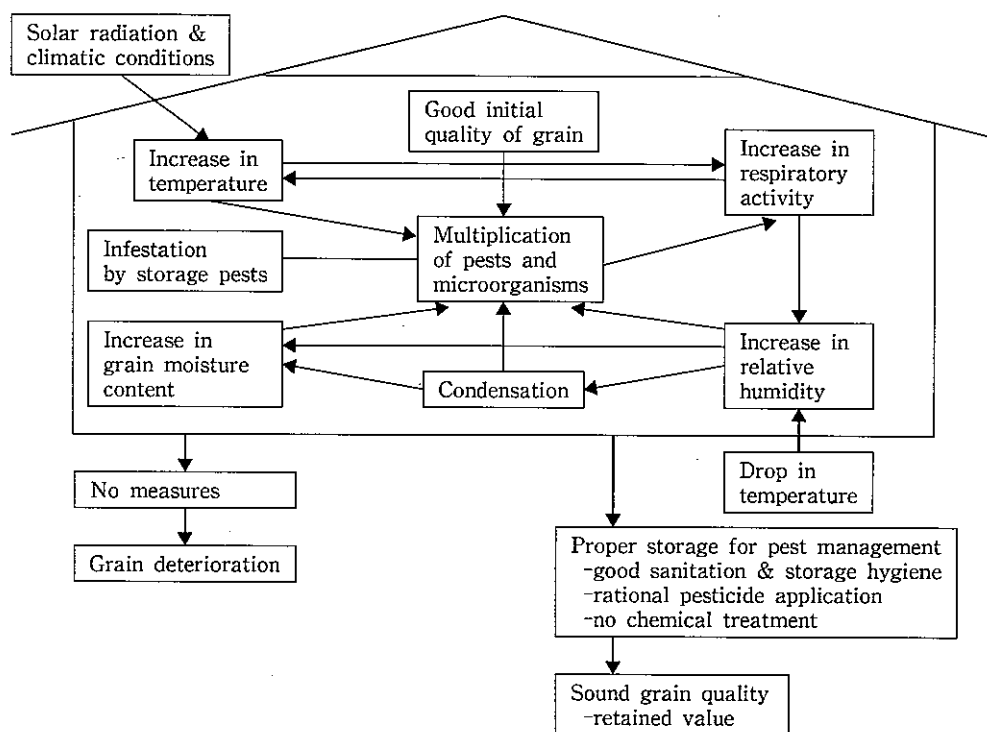 Solar radiation &
climatic conditions
Good initial
quality of grain
Increase in
temperature
Increase in
respiratory
activity
Multiplication
of pests and
microorganisms
Infestation
by storage pests
Increase in
grain moisture
content
Condensation
Increase in
relative
humidity
No measures
Drop in
temperature
Grain deterioration
Proper storage for pest management
-good sanitation & storage hygiene
-rational pesticide application
-no chemical treatment
Sound grain quality
-retained value